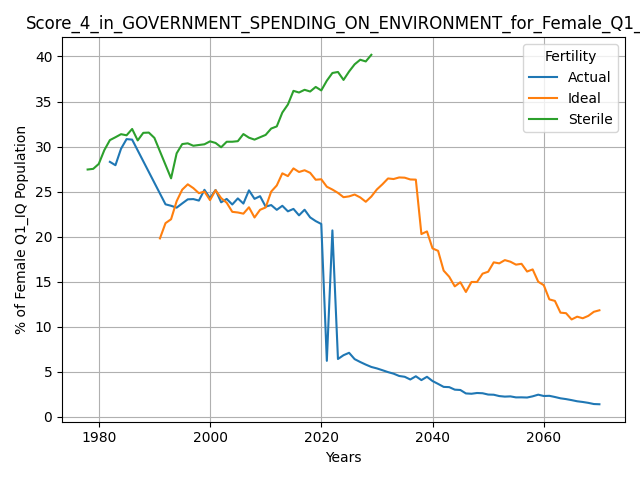 Score_4_in_GOVERNMENT_SPENDING_ON_ENVIRONMENT_for_Female_Q1_
Fertility
Actual
Ideal
Sterile
% of Female Q1_IQ Population
40
35
30
25
20
15
10
5
0
1980 2000 2020 2040 2060
Years